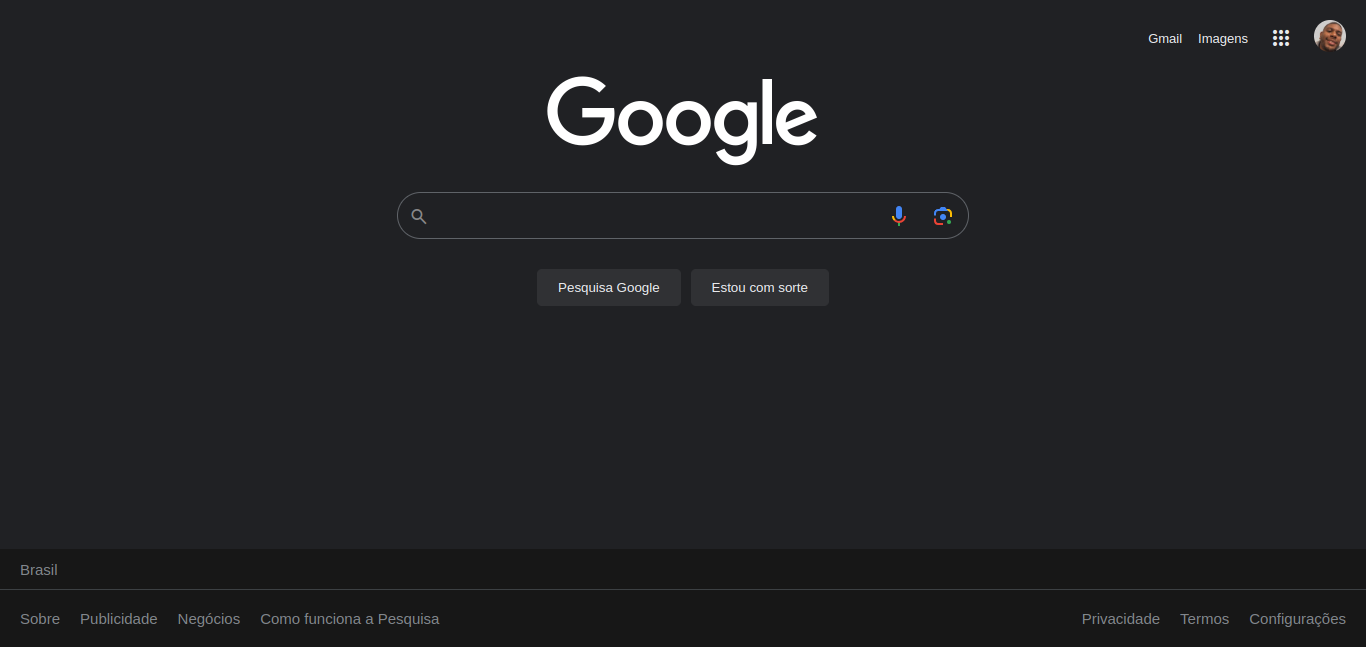 Gmail Imagens
Google
Pesquisa Google Estou com sorte
Brasil
Sobre Publicidade Negócios Como funciona a Pesquisa Privacidade Termos Configurações